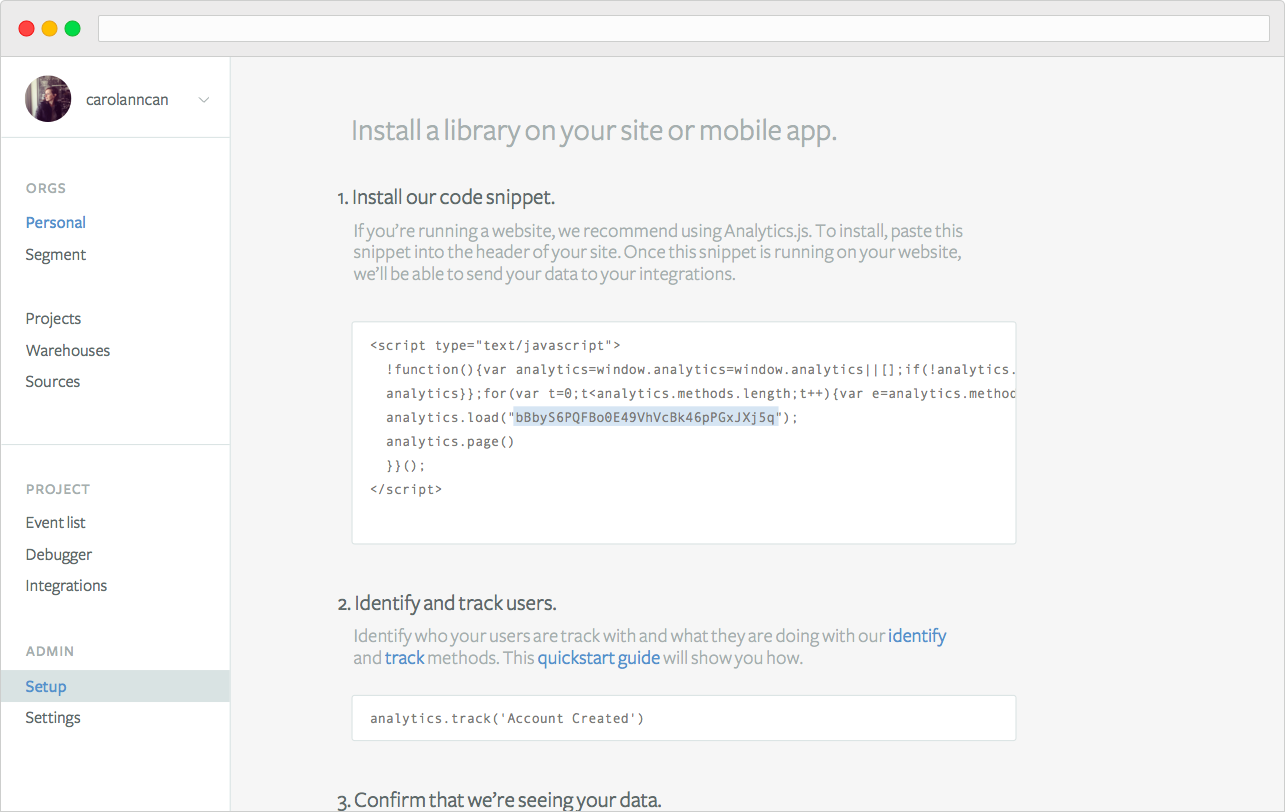 carolanncan
ORGS
Personal
Segment
Projects
Warehouses
Sources
PROJECT
Event list
Debugger
Integrations
ADMIN
Setup
Settings
Install a library on your site or mobile app.
1. Install our code snippet.
If you’re running a website, we recommend using Analytics.js. To install, paste this
snippet into the header of your site. Once this snippet is running on your website,
we’ll be able to send your data to your integrations.
<script type="text/javascript">
!function(){var analytics=window.analytics=window.analytics||[];if(!analytics.
analytics}};for(var t=0;t<analytics.methods.length;t++){var e=analytics.metho
analytics.load("bBbyS6PQFBo0E49VhVcBk46pPGxJXj5q");
analytics.page()
}}();
</script>
2. Identify and track users.
Identify who your users are track with and what they are doing with our identify
and track methods. This quickstart guide will show you how.
analytics.track('Account Created')
3. Confirm that we’re seeing your data.